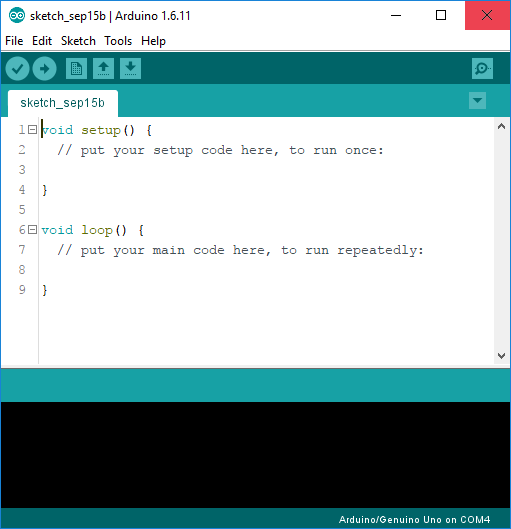 sketch_sep15b | Arduino 1.6.11
File Edit Sketch Tools Help
sketch_sep15b
1 void setup() {
2   // put your setup code here, to run once:
3
4 }
5
6 void loop() {
7   // put your main code here, to run repeatedly:
8
9 }
Arduino/Genuino Uno on COM4